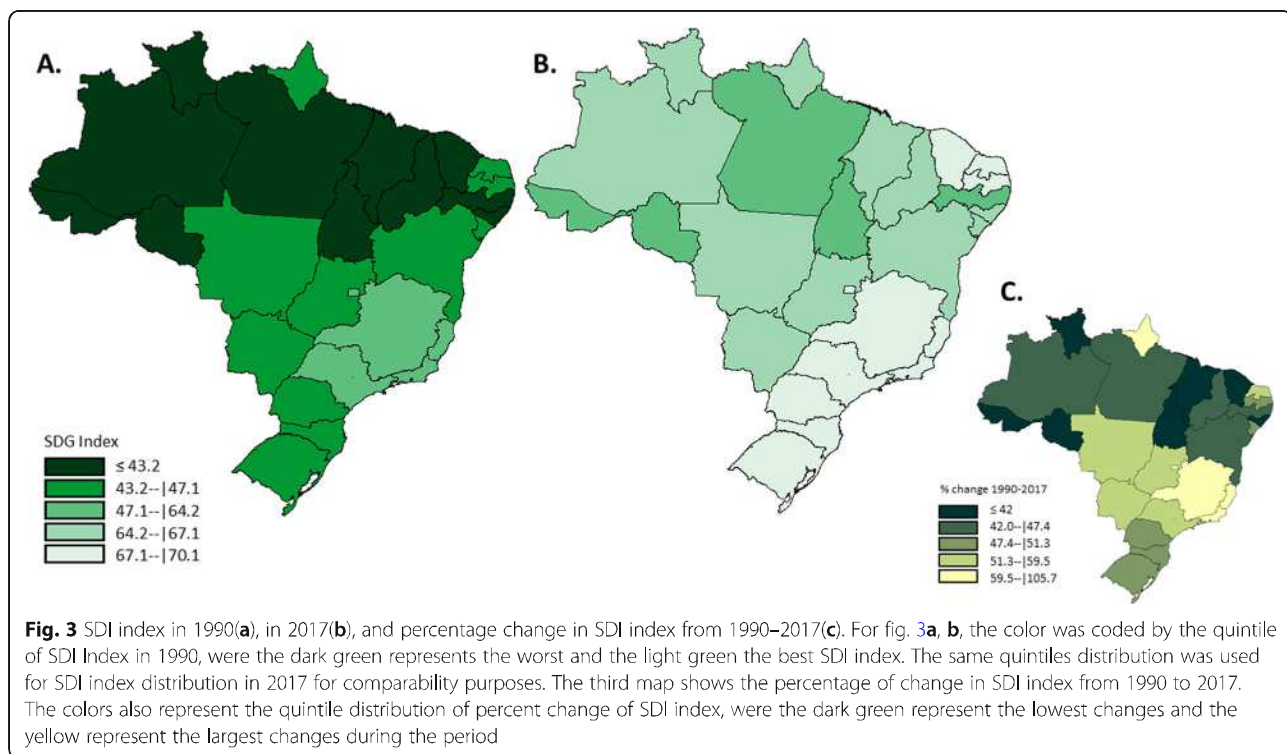 A.
B.
SDG Index
≤ 43.2
43.2--|47.1
47.1--|64.2
64.2--|67.1
67.1--|70.1
C.
% change 1990-2017
≤ 42
42.0--|47.4
47.4--|51.3
51.3--|59.5
59.5--|105.7
Fig. 3 SDI index in 1990(a), in 2017(b), and percentage change in SDI index from 1990–2017(c). For fig. 3a, b, the color was coded by the quintile
of SDI Index in 1990, were the dark green represents the worst and the light green the best SDI index. The same quintiles distribution was used
for SDI index distribution in 2017 for comparability purposes. The third map shows the percentage of change in SDI index from 1990 to 2017.
The colors also represent the quintile distribution of percent change of SDI index, were the dark green represent the lowest changes and the
yellow represent the largest changes during the period